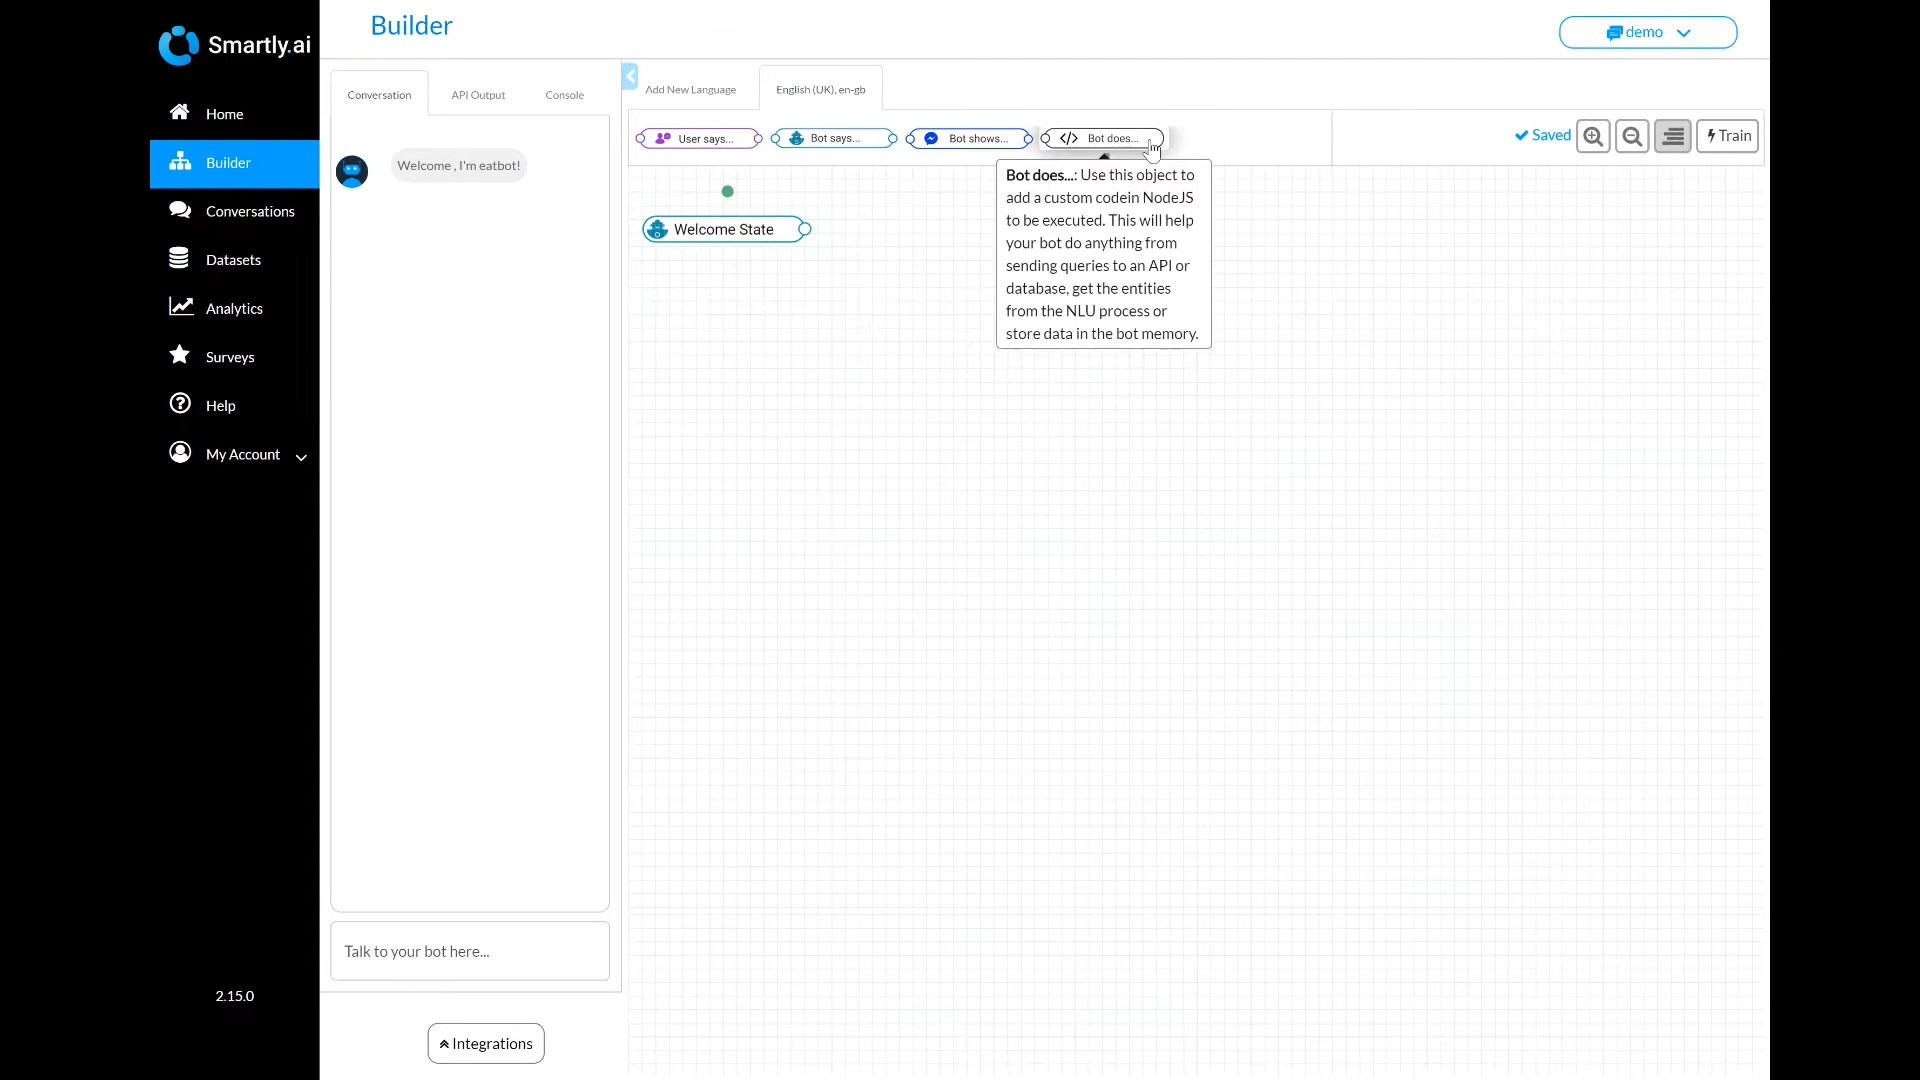 Smartly.ai
Home
Builder
Conversations
Datasets
Analytics
Surveys
Help
My Account
2.15.0
Builder
demo
Conversation
API Output
Console
Welcome , I'm eatbot!
Talk to your bot here...
Integrations
Add New Language
English (UK), en-gb
User says...
Bot says...
Bot shows...
Bot does...
Saved
Train
Welcome State
Bot does...: Use this object to
add a custom codein NodeJS
to be executed. This will help
your bot do anything from
sending queries to an API or
database, get the entities
from the NLU process or
store data in the bot memory.